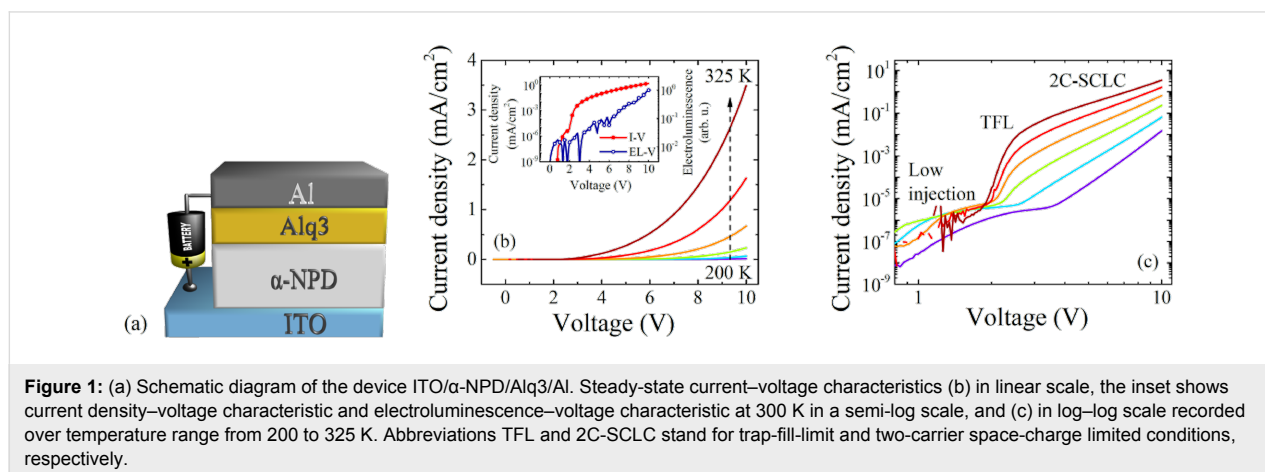 Al
Alq3
α-NPD
ITO
BATTERY
+
(a)
Current density (mA/cm²)
4
3
2
1
0
0 2 4 6 8 10
Voltage (V)
(b)
325 K
200 K
Current density
(mA/cm²)
10⁰
10⁻³
10⁻⁶
10⁻⁹
0 1 2 3 4 5 6 7 8 9 10
Voltage (V)
I-V
EL-V
10⁰
10⁻¹
10⁻²
Electroluminescence
(arb. u.)
Current density (mA/cm²)
10¹
10⁻¹
10⁻³
10⁻⁵
10⁻⁷
10⁻⁹
1 10
Voltage (V)
2C-SCLC
TFL
Low
injection
(c)
Figure 1: (a) Schematic diagram of the device ITO/α-NPD/Alq3/Al. Steady-state current–voltage characteristics (b) in linear scale, the inset shows
current density–voltage characteristic and electroluminescence–voltage characteristic at 300 K in a semi-log scale, and (c) in log–log scale recorded
over temperature range from 200 to 325 K. Abbreviations TFL and 2C-SCLC stand for trap-fill-limit and two-carrier space-charge limited conditions,
respectively.